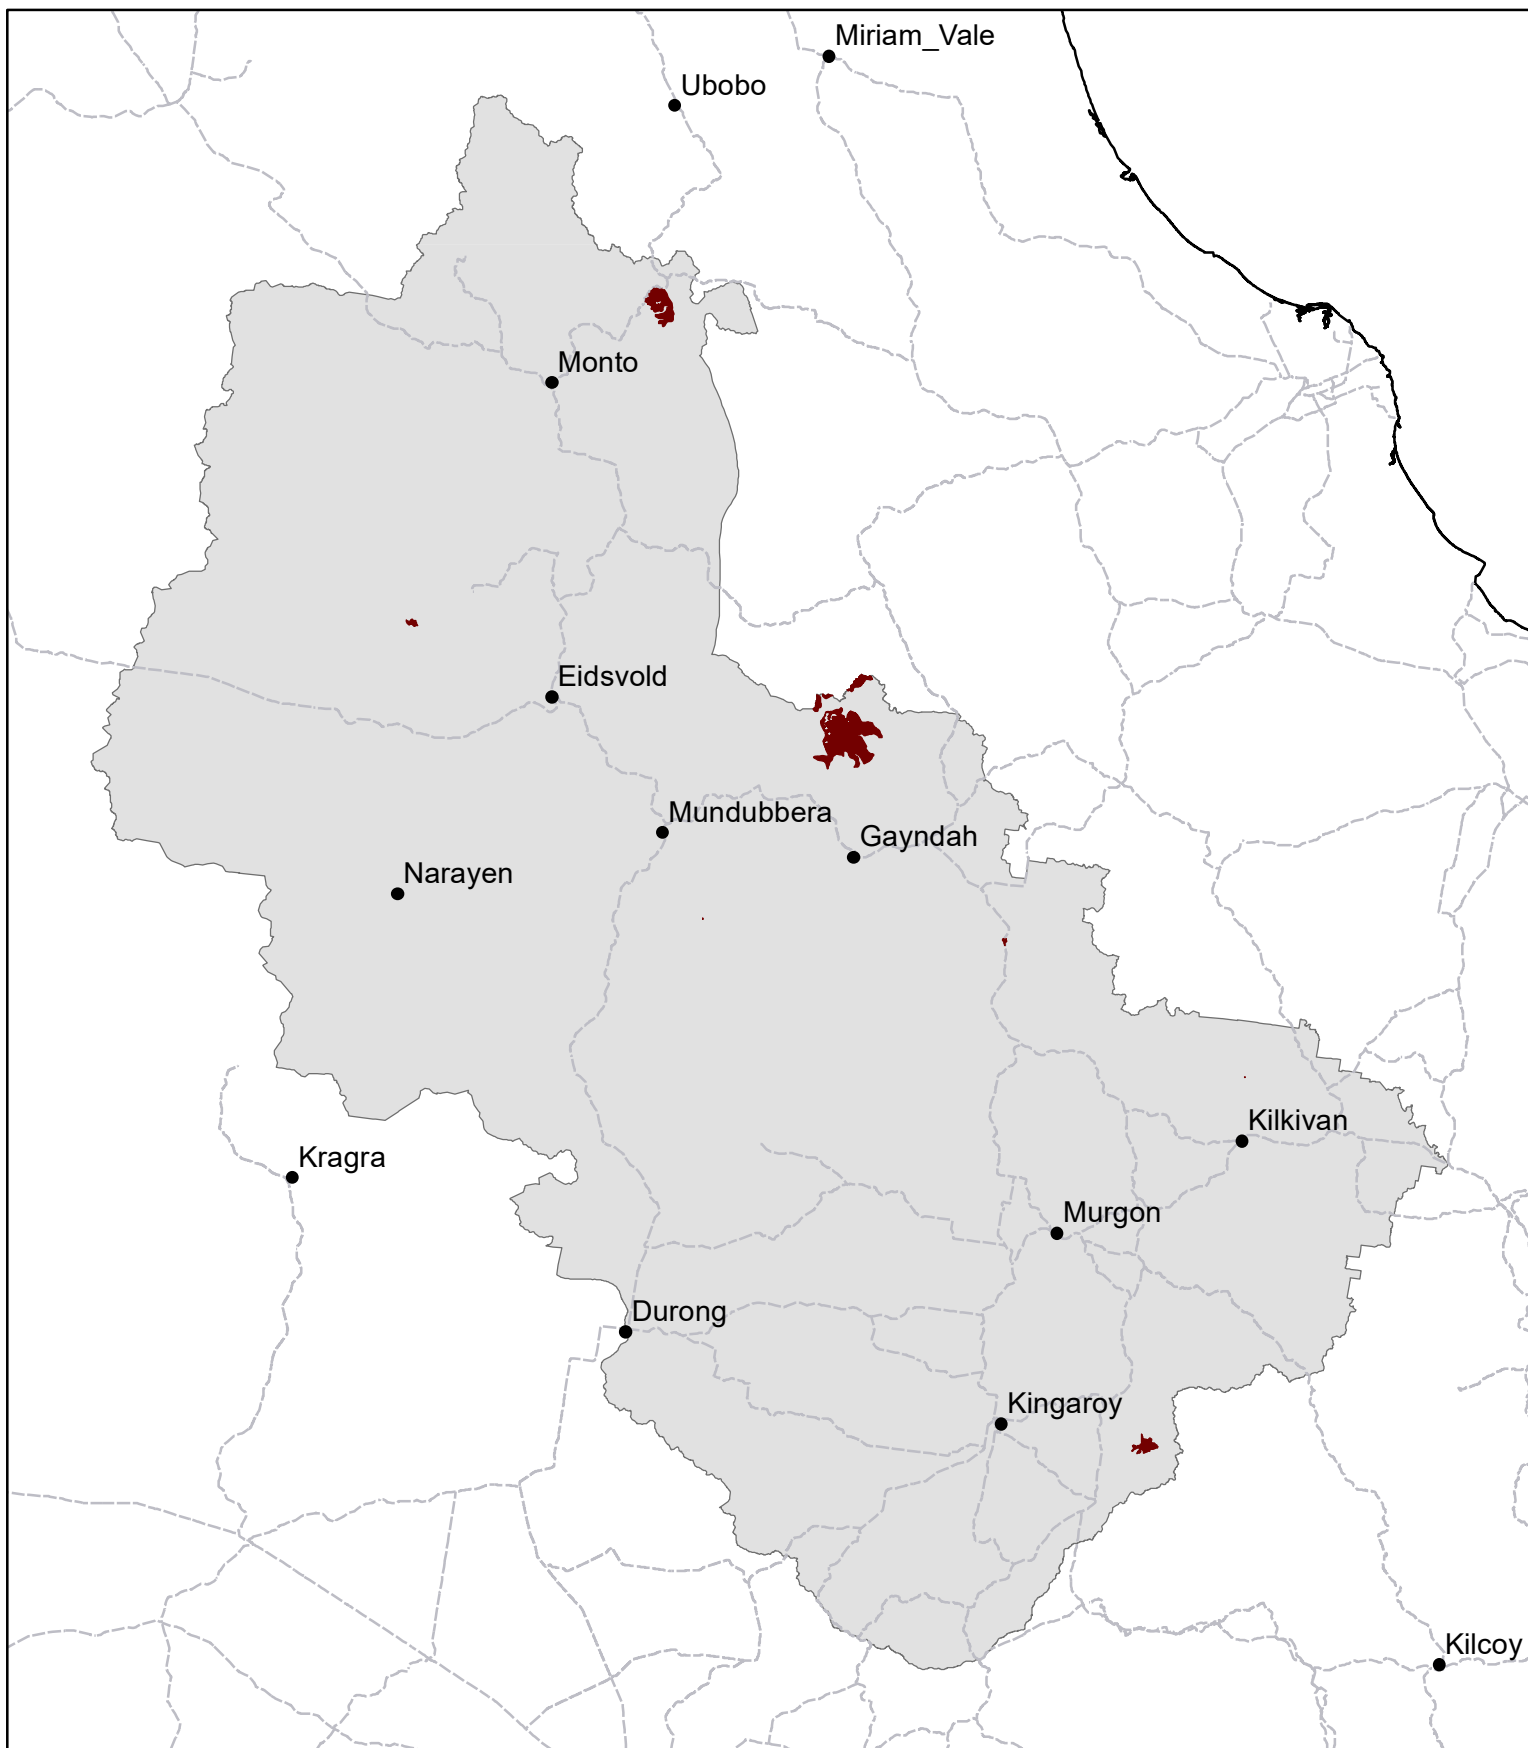 Miriam_Vale
Ubobo
Monto
Eidsvold
Mundubbera
Gayndah
Narayen
Kilkivan
Kragra
Murgon
Durong
Kingaroy
Kilcoy